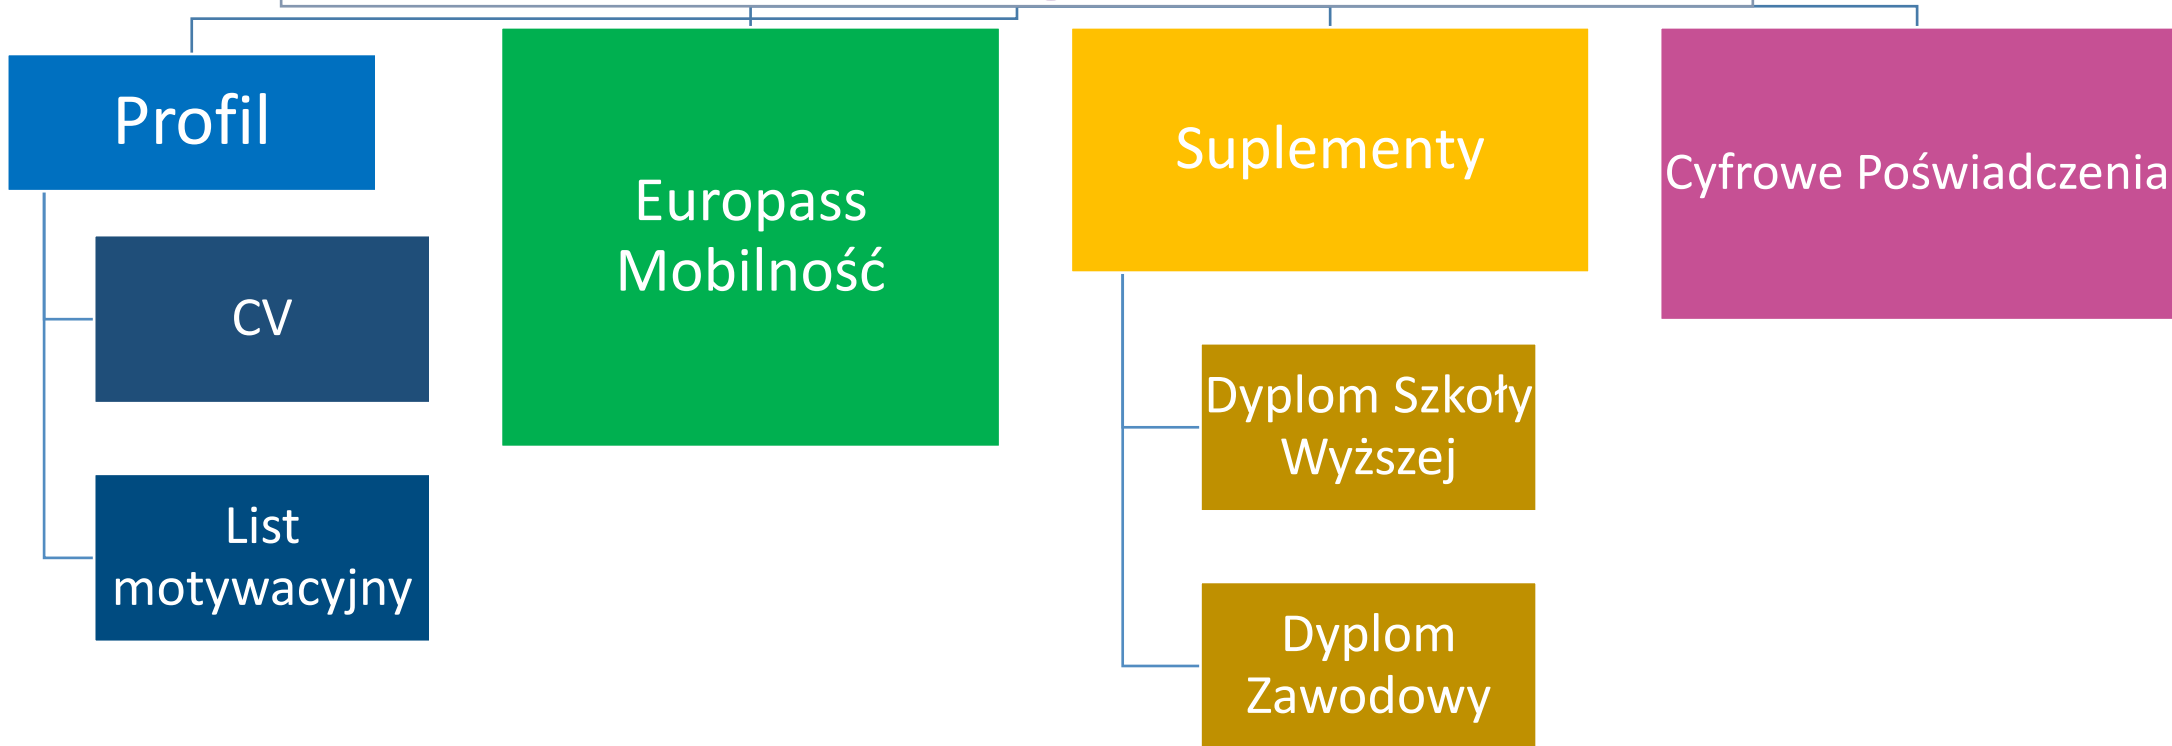 Profil
CV
List
motywacyjny
Europass
Mobilność
Suplementy
Dyplom Szkoły
Wyższej
Dyplom
Zawodowy
Cyfrowe Poświadczenia